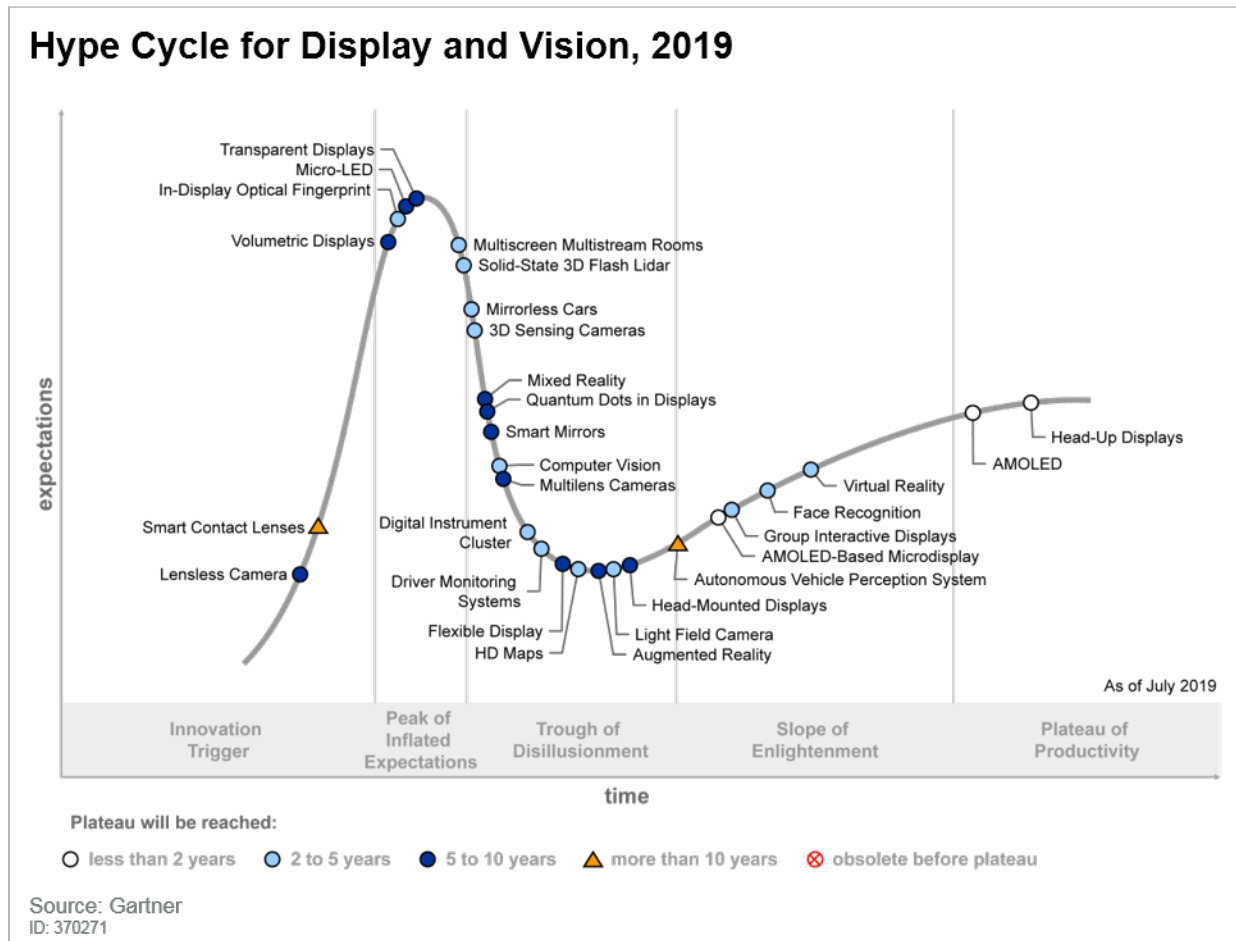 Hype Cycle for Display and Vision, 2019
Transparent Displays
Micro-LED
In-Display Optical Fingerprint
Volumetric Displays
Multiscreen Multistream Rooms
Solid-State 3D Flash Lidar
Mirrorless Cars
3D Sensing Cameras
Mixed Reality
Quantum Dots in Displays
Smart Mirrors
Computer Vision
Multilens Cameras
Smart Contact Lenses
Lensless Camera
Digital Instrument
Cluster
Driver Monitoring
Systems
Flexible Display
HD Maps
Head-Mounted Displays
Light Field Camera
Augmented Reality
Head-Up Displays
AMOLED
Virtual Reality
Face Recognition
Group Interactive Displays
AMOLED-Based Microdisplay
Autonomous Vehicle Perception System
expectations
As of July 2019
Innovation
Trigger
Peak of
Inflated
Expectations
Trough of
Disillusionment
Slope of
Enlightenment
Plateau of
Productivity
time
Plateau will be reached:
less than 2 years
2 to 5 years
5 to 10 years
more than 10 years
obsolete before plateau
Source: Gartner
ID: 370271